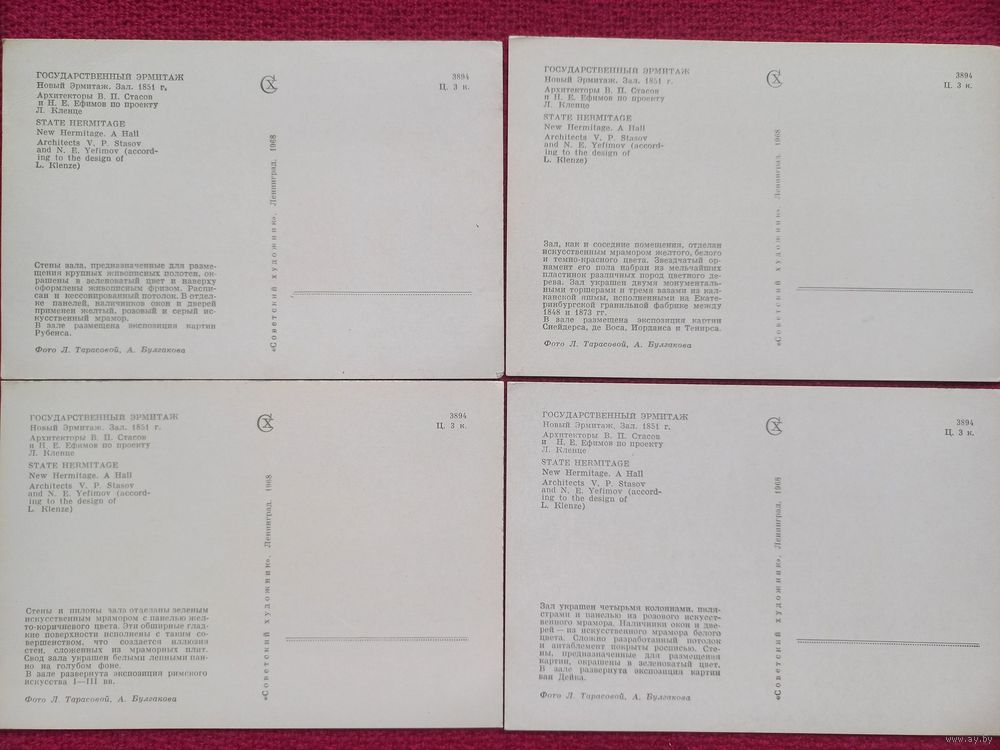 ГОСУДАРСТВЕННЫЙ ЭРМИТАЖ
Новый Эрмитаж. Зал. 1851 г.
Архитекторы В. П. Стасов
и Н. Е. Ефимов по проекту
Л. Кленце
STATE HERMITAGE
New Hermitage. A Hall
Architects V. P. Stasov
and N. E. Yefimov (accord-
ing to the design of
L. Klenze)
Стены зала, предназначенные для разме-
щения крупных живописных полотен, ок-
рашены в зеленоватый цвет и наверху
оформлены живописным фризом. Распи-
сан и кессонированный потолок. В отдел-
ке панелей, наличников окон и дверей
применен желтый, розовый и серый ис-
кусственный мрамор.
В зале размещена экспозиция картин
Рубенса.
Фото Л. Тарасовой, А. Булгакова
«Советский художник», Ленинград, 1968
3894
Ц. 3 к.
ГОСУДАРСТВЕННЫЙ ЭРМИТАЖ
Новый Эрмитаж. Зал. 1851 г.
Архитекторы В. П. Стасов
и Н. Е. Ефимов по проекту
Л. Кленце
STATE HERMITAGE
New Hermitage. A Hall
Architects V. P. Stasov
and N. E. Yefimov (accord-
ing to the design of
L. Klenze)
Зал, как и соседние помещения, отделан
искусственным мрамором желтого, белого
и темно-красного цвета. Звездчатый ор-
намент его пола набран из мельчайших
пластинок различных пород цветного де-
рева. Зал украшен двумя монументаль-
ными торшерами и тремя вазами из кал-
канской яшмы, исполненными на Екате-
ринбургской гранильной фабрике между
1848 и 1873 гг.
В зале размещена экспозиция картин
Снейдерса, де Воса, Иорданса и Тенирса.
Фото Л. Тарасовой, А. Булгакова
«Советский художник», Ленинград, 1968
3894
Ц. 3 к.
ГОСУДАРСТВЕННЫЙ ЭРМИТАЖ
Новый Эрмитаж. Зал. 1851 г.
Архитекторы В. П. Стасов
и Н. Е. Ефимов по проекту
Л. Кленце
STATE HERMITAGE
New Hermitage. A Hall
Architects V. P. Stasov
and N. E. Yefimov (accord-
ing to the design of
L. Klenze)
Стены и пилоны зала отделаны зеленым
искусственным мрамором с панелью жел-
то-коричневого цвета. Эти обширные глад-
кие поверхности исполнены с таким со-
вершенством, что создается иллюзия
стен, сложенных из мраморных плит.
Свод зала украшен белыми лепными пан-
но на голубом фоне.
В зале развернута экспозиция римского
искусства I—III вв.
Фото Л. Тарасовой, А. Булгакова
«Советский художник», Ленинград, 1968
3894
Ц. 3 к.
ГОСУДАРСТВЕННЫЙ ЭРМИТАЖ
Новый Эрмитаж. Зал. 1851 г.
Архитекторы В. П. Стасов
и Н. Е. Ефимов по проекту
Л. Кленце
STATE HERMITAGE
New Hermitage. A Hall
Architects V. P. Stasov
and N. E. Yefimov (accord-
ing to the design of
L. Klenze)
Зал украшен четырьмя колоннами, пиля-
страми и панелью из розового искусст-
венного мрамора. Наличники окон и две-
рей — из искусственного мрамора белого
цвета. Сложно разработанный потолок
и антаблемент покрыты росписью. Сте-
ны, предназначенные для размещения
картин, окрашены в зеленоватый цвет.
В зале развернута экспозиция картин
ван Дейка.
Фото Л. Тарасовой, А. Булгакова
«Советский художник», Ленинград, 1968
3894
Ц. 3 к.
www.ay.by